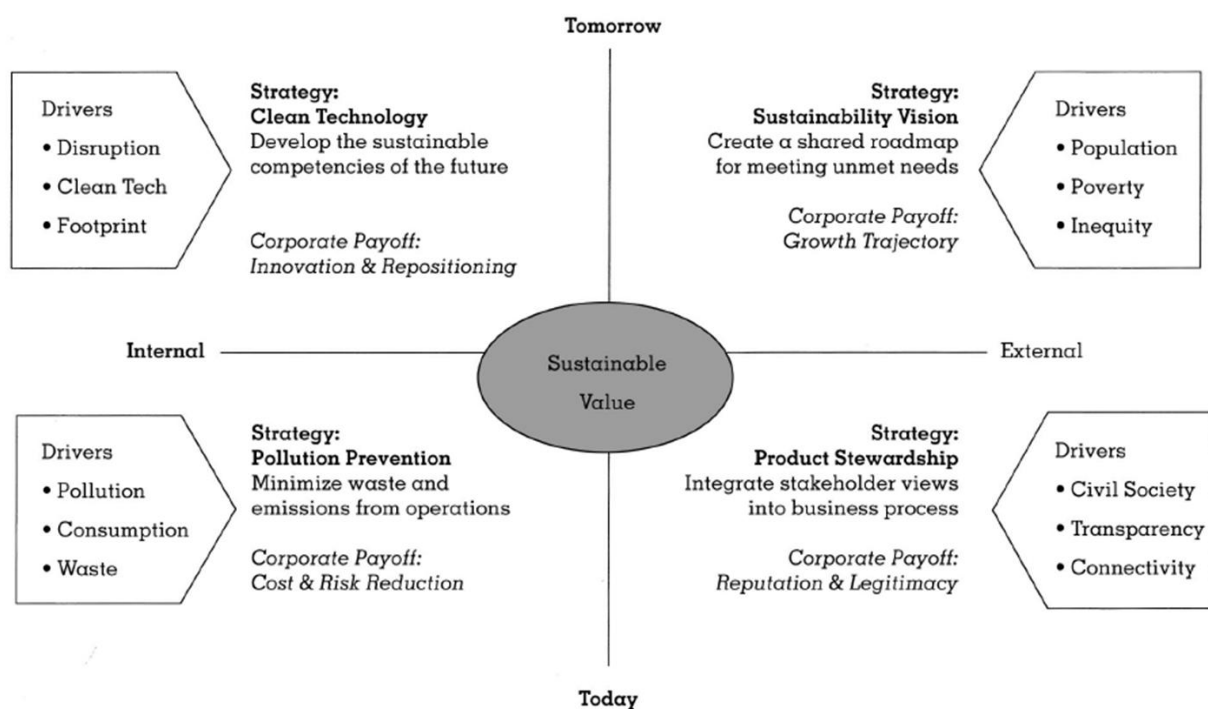 Tomorrow
Drivers
• Disruption
• Clean Tech
• Footprint
Strategy:
Clean Technology
Develop the sustainable
competencies of the future
Corporate Payoff:
Innovation & Repositioning
Strategy:
Sustainability Vision
Create a shared roadmap
for meeting unmet needs
Corporate Payoff:
Growth Trajectory
Drivers
• Population
• Poverty
• Inequity
Internal
Sustainable
Value
External
Drivers
• Pollution
• Consumption
• Waste
Strategy:
Pollution Prevention
Minimize waste and
emissions from operations
Corporate Payoff:
Cost & Risk Reduction
Strategy:
Product Stewardship
Integrate stakeholder views
into business process
Corporate Payoff:
Reputation & Legitimacy
Drivers
• Civil Society
• Transparency
• Connectivity
Today